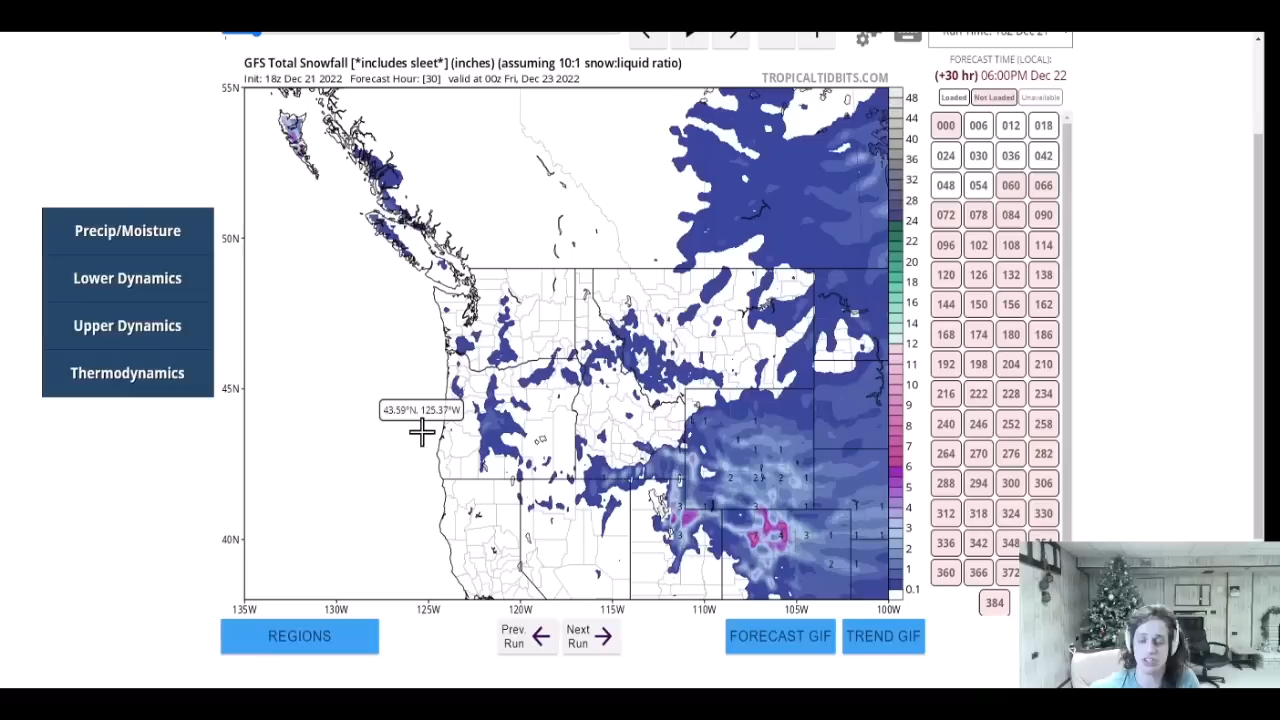 Run Time: 18z Dec 21
GFS Total Snowfall [*includes sleet*] (inches) (assuming 10:1 snow:liquid ratio)
Init: 18z Dec 21 2022 Forecast Hour: [30] valid at 00z Fri, Dec 23 2022
TROPICALTIDBITS.COM
FORECAST TIME (LOCAL):
(+30 hr) 06:00PM Dec 22
Loaded Not Loaded Unavailable
Precip/Moisture
Lower Dynamics
Upper Dynamics
Thermodynamics
55N
50N
45N
40N
43.59°N, 125.37°W
135W 130W 125W 120W 115W 110W 105W 100W
48
44
40
36
32
28
24
22
20
18
16
14
12
11
10
9
8
7
6
5
4
3
2
1
0.1
000 006 012 018
024 030 036 042
048 054 060 066
072 078 084 090
096 102 108 114
120 126 132 138
144 150 156 162
168 174 180 186
192 198 204 210
216 222 228 234
240 246 252 258
264 270 276 282
288 294 300 306
312 318 324 330
336 342 348
360 366 372
384
REGIONS
Prev. Run
Next Run
FORECAST GIF
TREND GIF